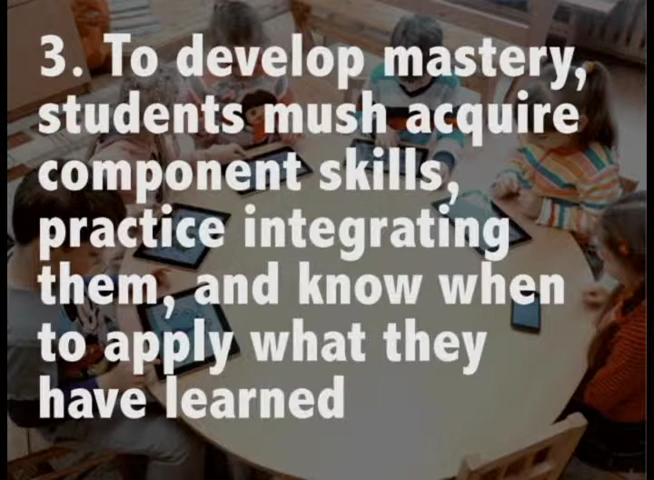 3. To develop mastery,
students mush acquire
component skills,
practice integrating
them, and know when
to apply what they
have learned